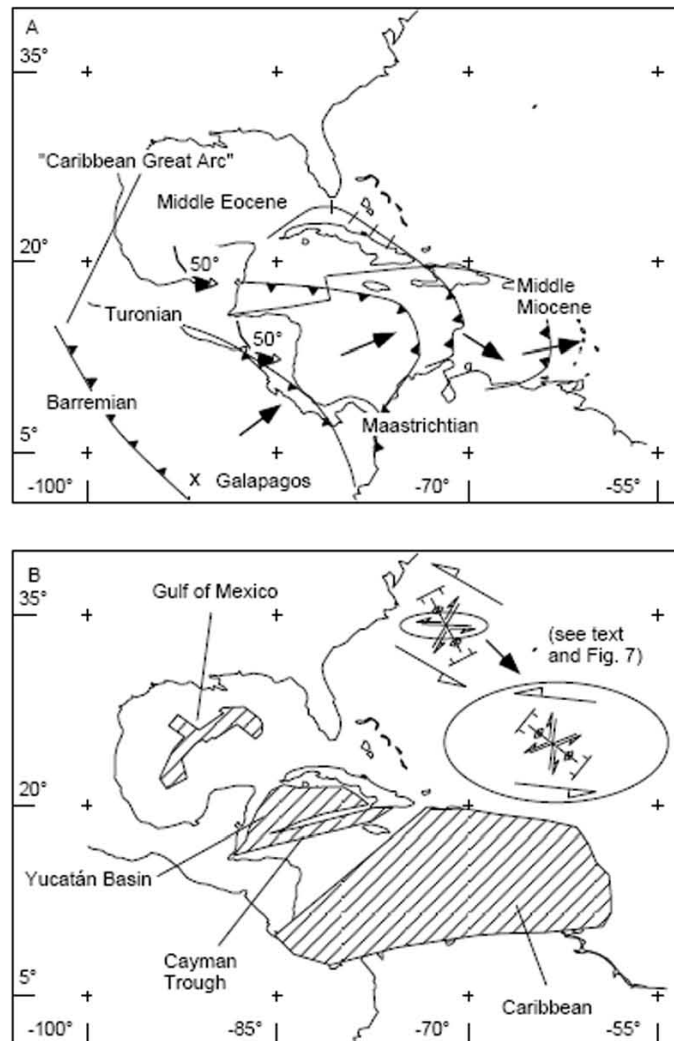 A
35°
"Caribbean Great Arc"
Middle Eocene
20°
50°
Middle
Miocene
Turonian
50°
Barremian
Maastrichtian
5°
X Galapagos
-100°
-70°
-55°
B
Gulf of Mexico
35°
(see text
and Fig. 7)
20°
Yucatán Basin
Cayman
Trough
Caribbean
5°
-100°
-85°
-70°
-55°